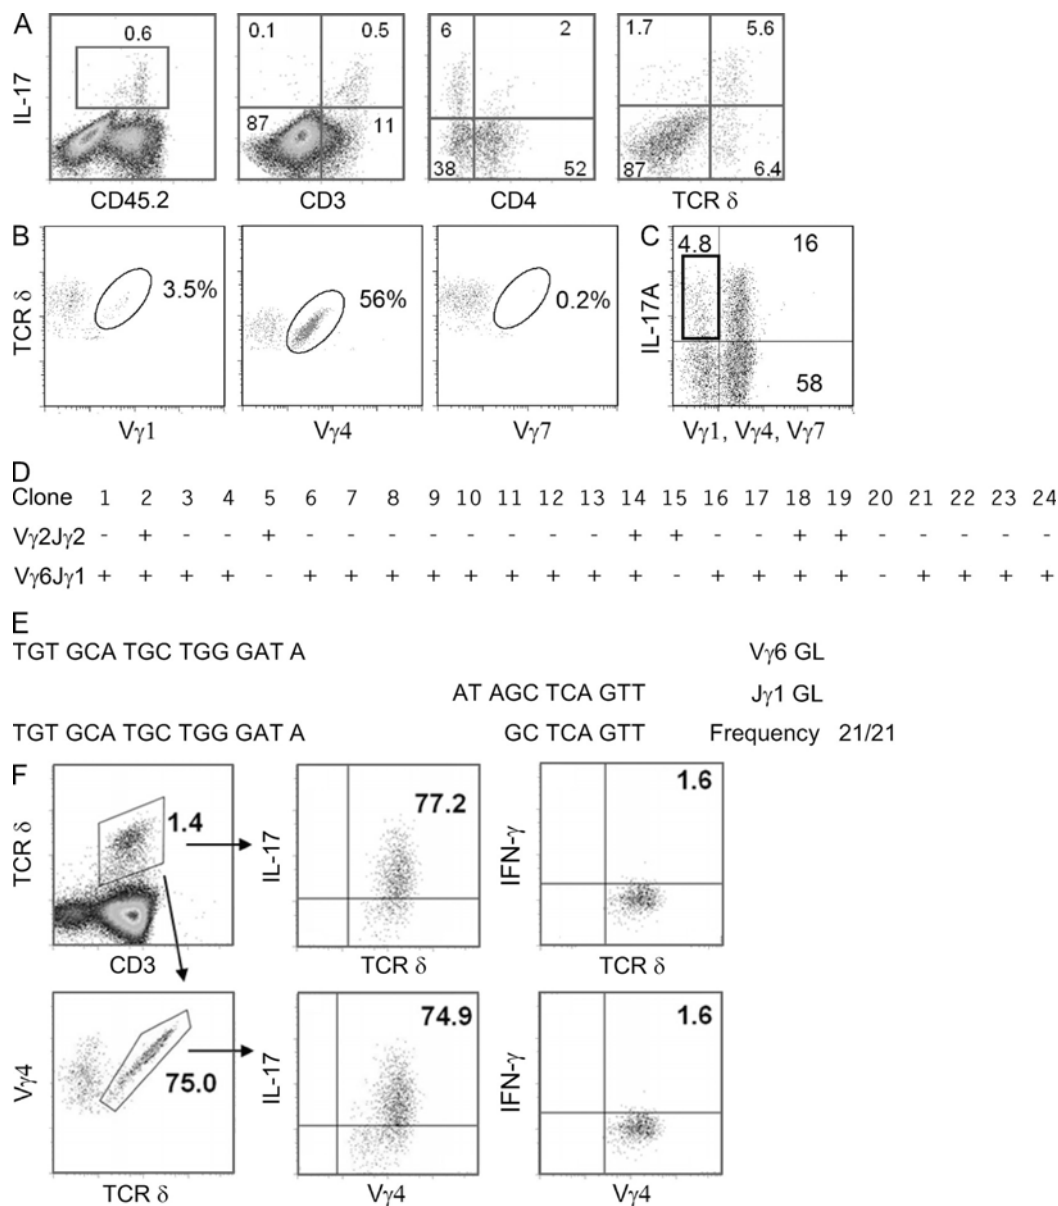 A
IL-17
0.6
CD45.2
0.1 0.5
87 11
CD3
6 2
38 52
CD4
1.7 5.6
87 6.4
TCR δ
B
TCR δ
3.5%
Vγ1
56%
Vγ4
0.2%
Vγ7
C
IL-17A
4.8 16
58
Vγ1, Vγ4, Vγ7
D
Clone 1 2 3 4 5 6 7 8 9 10 11 12 13 14 15 16 17 18 19 20 21 22 23 24
Vγ2Jγ2 - + - - + - - - - - - - - + + - - + + - - - - -
Vγ6Jγ1 + + + + - + + + + + + + + + - + + + + - + + + +
E
TGT GCA TGC TGG GAT A Vγ6 GL
AT AGC TCA GTT Jγ1 GL
TGT GCA TGC TGG GAT A GC TCA GTT Frequency 21/21
F
TCR δ
1.4
CD3
IL-17
77.2
TCR δ
IFN-γ
1.6
TCR δ
Vγ4
75.0
TCR δ
IL-17
74.9
Vγ4
IFN-γ
1.6
Vγ4